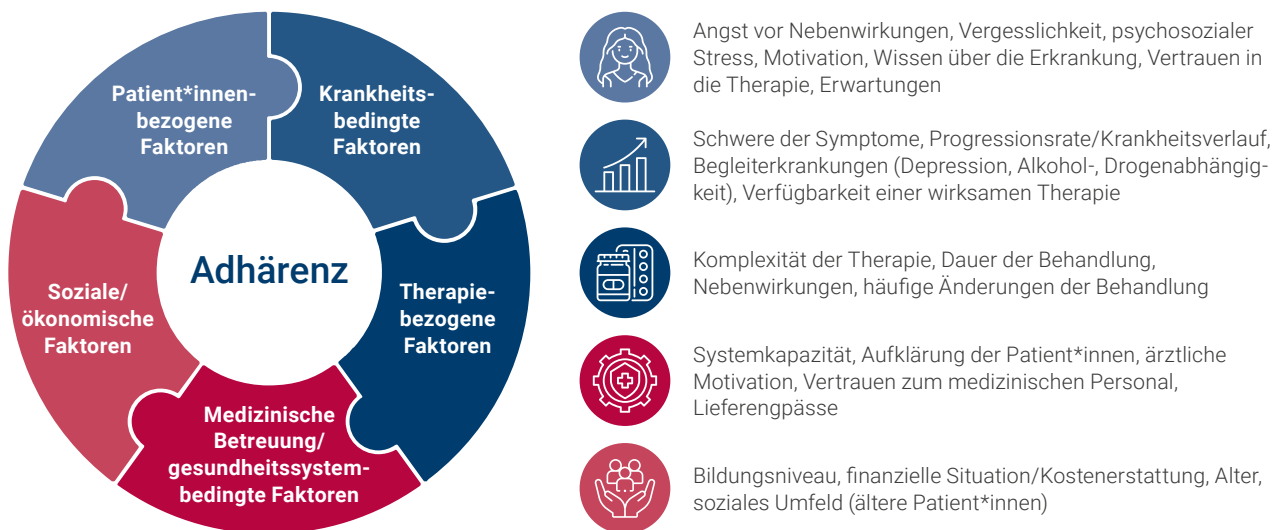 Patient*innen-
bezogene
Faktoren
Krankheits-
bedingte
Faktoren
Adhärenz
Soziale/
ökonomische
Faktoren
Therapie-
bezogene
Faktoren
Medizinische
Betreuung/
gesundheitssystem-
bedingte Faktoren
Angst vor Nebenwirkungen, Vergesslichkeit, psychosozialer
Stress, Motivation, Wissen über die Erkrankung, Vertrauen in
die Therapie, Erwartungen
Schwere der Symptome, Progressionsrate/Krankheitsverlauf,
Begleiterkrankungen (Depression, Alkohol-, Drogenabhängig-
keit), Verfügbarkeit einer wirksamen Therapie
Komplexität der Therapie, Dauer der Behandlung,
Nebenwirkungen, häufige Änderungen der Behandlung
Systemkapazität, Aufklärung der Patient*innen, ärztliche
Motivation, Vertrauen zum medizinischen Personal,
Lieferengpässe
Bildungsniveau, finanzielle Situation/Kostenerstattung, Alter,
soziales Umfeld (ältere Patient*innen)